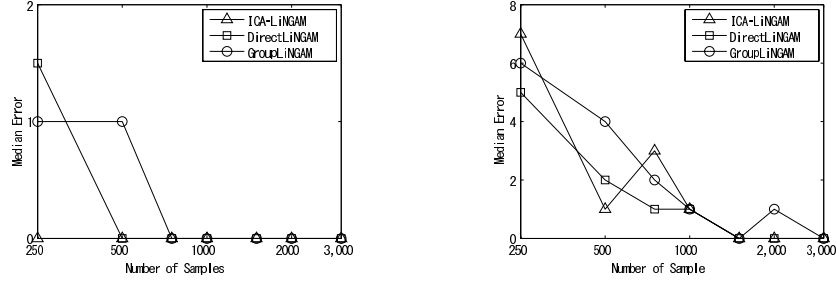 2
1
0
Median Error
ICA-LiNGAM
DirectLiNGAM
GroupLiNGAM
250 500 1000 2000 3,000
Number of Samples
8
6
4
2
0
Median Error
ICA-LiNGAM
DirectLiNGAM
GroupLiNGAM
250 500 1000 2,000 3,000
Number of Sample